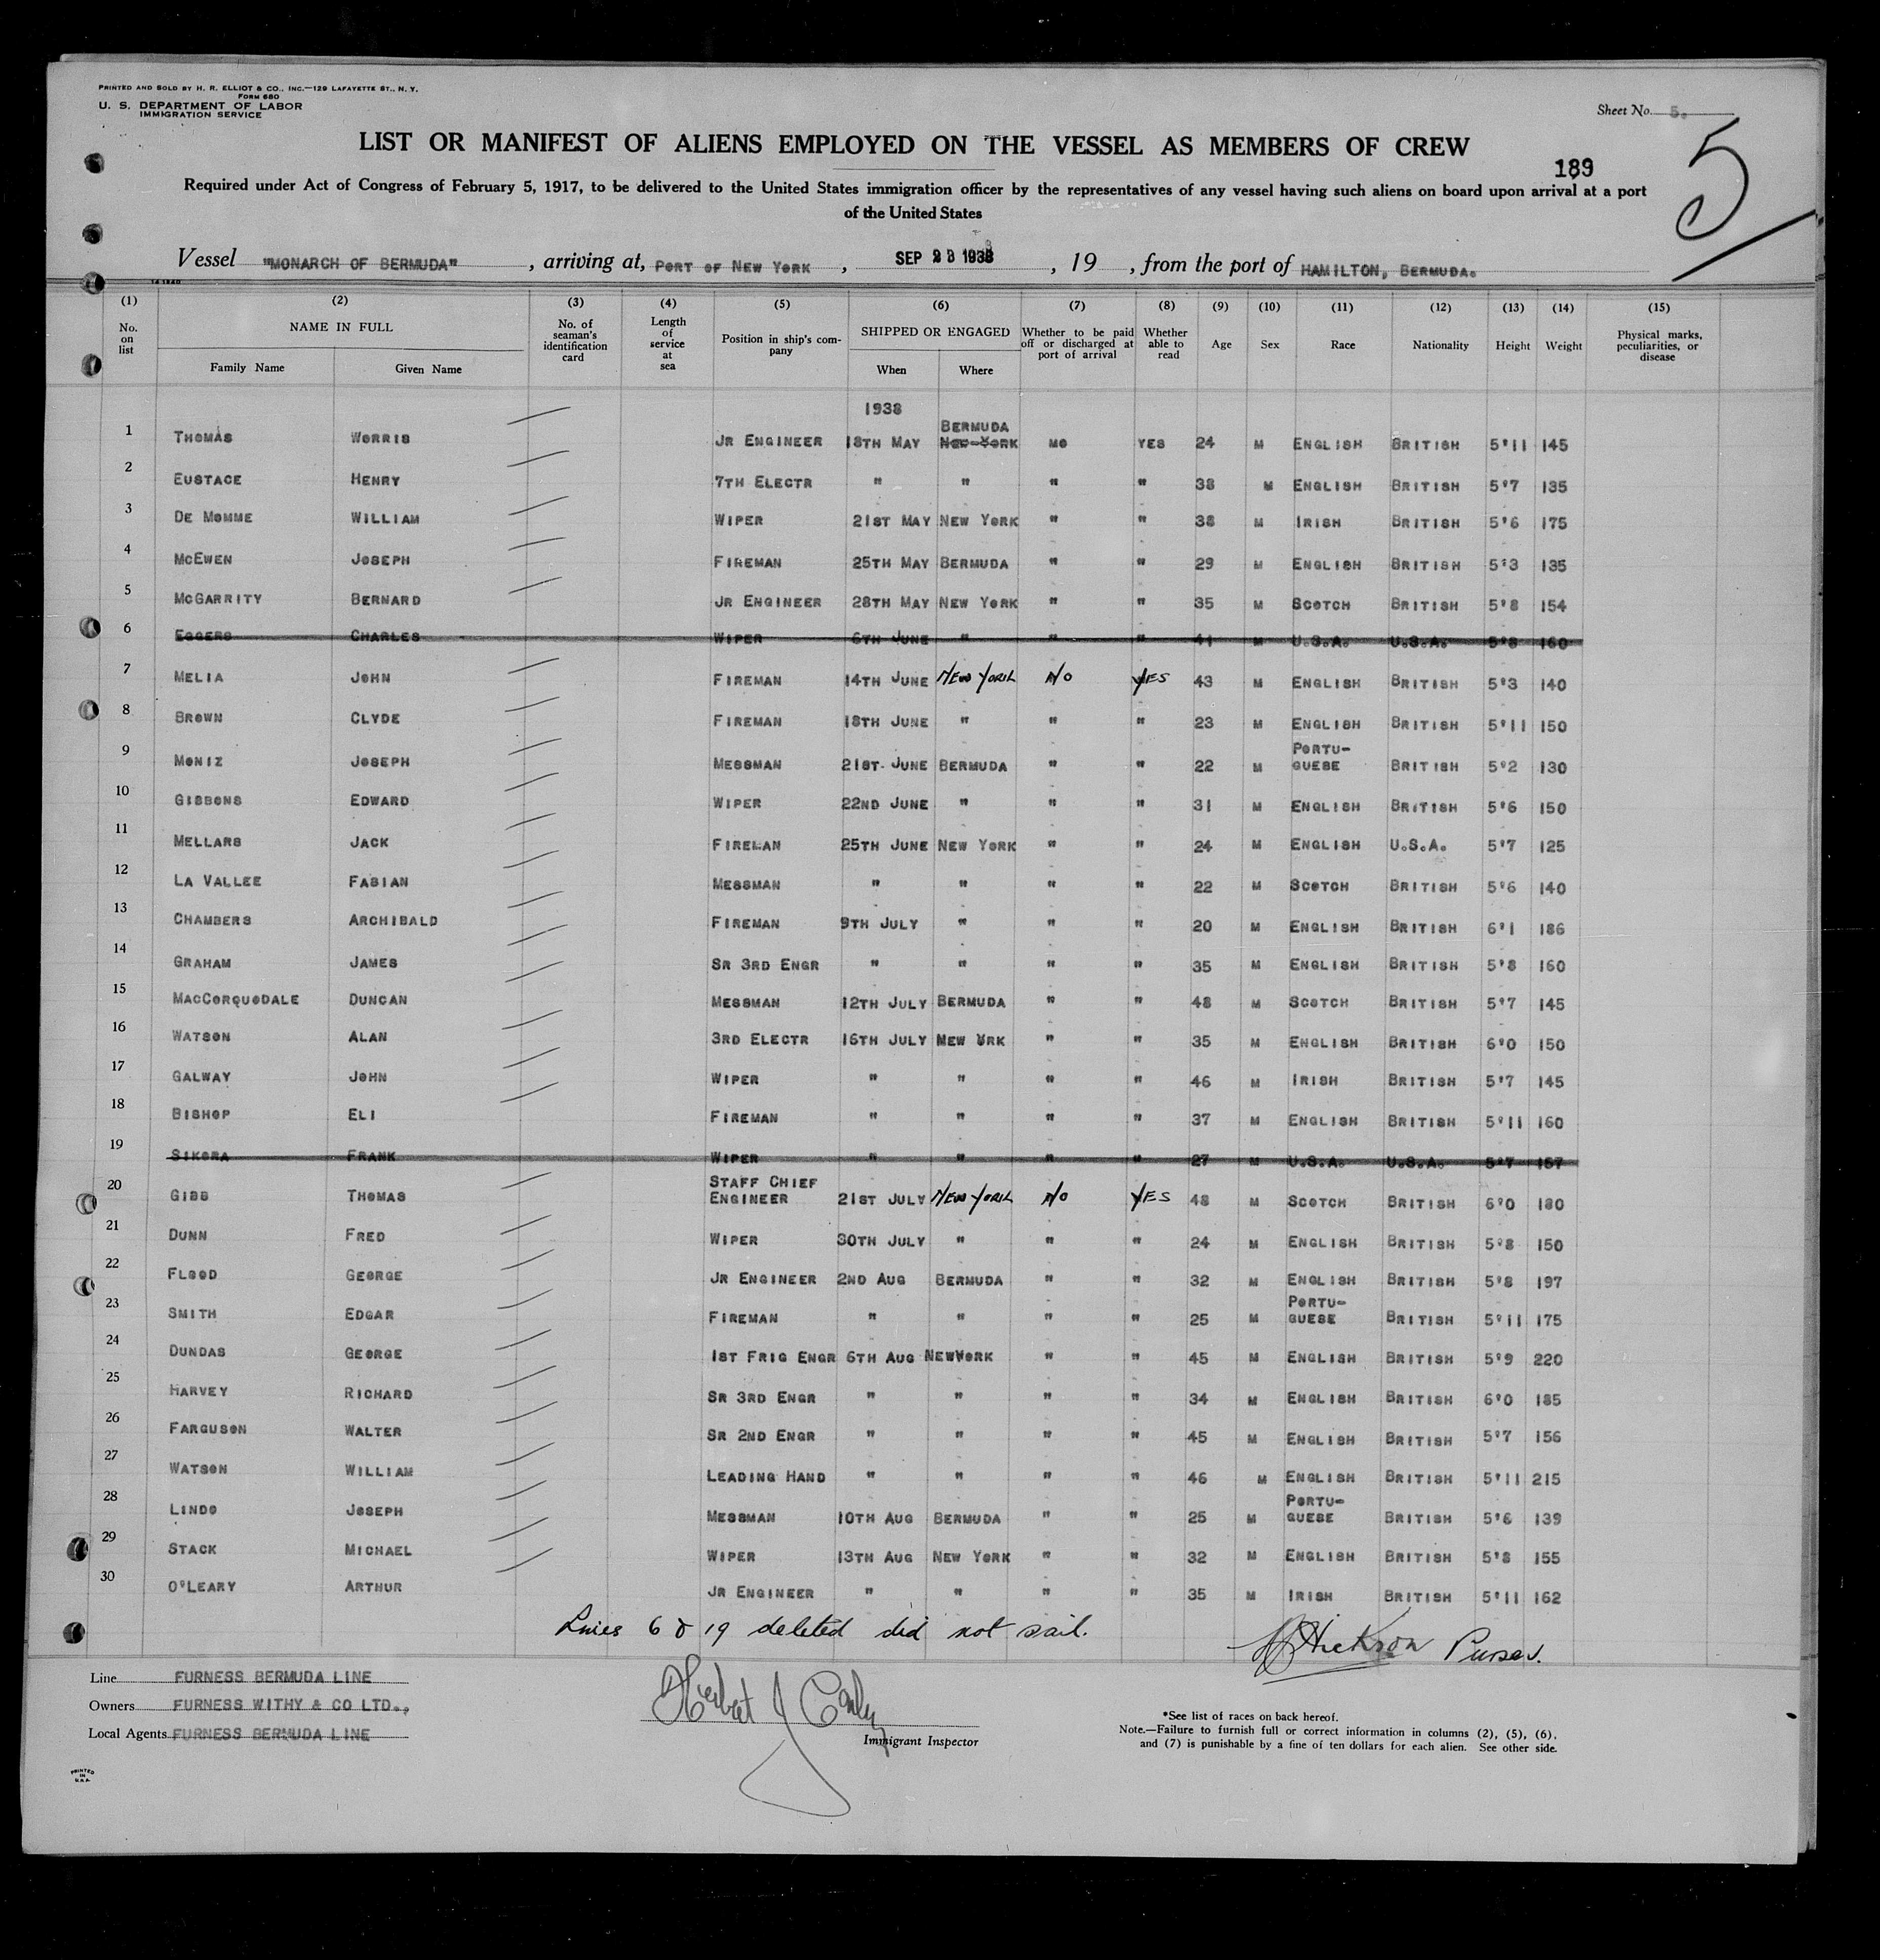 PRINTED AND SOLD BY H. R. ELLIOT & CO., INC.—129 LAFAYETTE ST., N. Y.
FORM 680
U. S. DEPARTMENT OF LABOR
IMMIGRATION SERVICE
Sheet No. 5.
5
LIST OR MANIFEST OF ALIENS EMPLOYED ON THE VESSEL AS MEMBERS OF CREW
189
Required under Act of Congress of February 5, 1917, to be delivered to the United States immigration officer by the representatives of any vessel having such aliens on board upon arrival at a port
of the United States
Vessel "MONARCH OF BERMUDA", arriving at, PORT OF NEW YORK, SEP 23 1938, 19 , from the port of HAMILTON, BERMUDA.
(1) (2) (3) (4) (5) (6) (7) (8) (9) (10) (11) (12) (13) (14) (15)
No. on list NAME IN FULL Family Name Given Name No. of seaman's identification card Length of service at sea Position in ship's company SHIPPED OR ENGAGED When Where Whether to be paid off or discharged at port of arrival Whether able to read Age Sex Race Nationality Height Weight Physical marks, peculiarities, or disease
1938
BERMUDA
1 THOMAS WORRIS JR ENGINEER 18TH MAY NEW YORK NO YES 24 M ENGLISH BRITISH 5'11 145
2 EUSTACE HENRY 7TH ELECTR " " " " 38 M ENGLISH BRITISH 5'7 135
3 DE MOMME WILLIAM WIPER 21ST MAY NEW YORK " " 38 M IRISH BRITISH 5'6 175
4 MCEWEN JOSEPH FIREMAN 25TH MAY BERMUDA " " 29 M ENGLISH BRITISH 5'3 135
5 MCGARRITY BERNARD JR ENGINEER 28TH MAY NEW YORK " " 35 M SCOTCH BRITISH 5'8 154
6 EGGERS CHARLES WIPER 6TH JUNE " " " 41 M U.S.A. U.S.A. 5'8 160
7 MELIA JOHN FIREMAN 14TH JUNE NEW YORK NO YES 43 M ENGLISH BRITISH 5'3 140
8 BROWN CLYDE FIREMAN 18TH JUNE " " " 23 M ENGLISH BRITISH 5'11 150
9 MONIZ JOSEPH MESSMAN 21ST JUNE BERMUDA " " 22 M PORTU-GUESE BRITISH 5'2 130
10 GIBBONS EDWARD WIPER 22ND JUNE " " " 31 M ENGLISH BRITISH 5'6 150
11 MELLARS JACK FIREMAN 25TH JUNE NEW YORK " " 24 M ENGLISH U.S.A. 5'7 125
12 LA VALLEE FABIAN MESSMAN " " " " 22 M SCOTCH BRITISH 5'6 140
13 CHAMBERS ARCHIBALD FIREMAN 9TH JULY " " " 20 M ENGLISH BRITISH 6'1 186
14 GRAHAM JAMES SR 3RD ENGR " " " " 35 M ENGLISH BRITISH 5'8 160
15 MACCORQUODALE DUNCAN MESSMAN 12TH JULY BERMUDA " " 48 M SCOTCH BRITISH 5'7 145
16 WATSON ALAN 3RD ELECTR 16TH JULY MEW YRK " " 35 M ENGLISH BRITISH 6'0 150
17 GALWAY JOHN WIPER " " " " 46 M IRISH BRITISH 5'7 145
18 BISHOP ELI FIREMAN " " " " 37 M ENGLISH BRITISH 5'11 160
19 SIKORA FRANK WIPER " " " " 27 M U.S.A. U.S.A. 5'7 157
20 GIBB THOMAS STAFF CHIEF ENGINEER 21ST JULY NEW YORK NO YES 48 M SCOTCH BRITISH 6'0 180
21 DUNN FRED WIPER 30TH JULY " " " 24 M ENGLISH BRITISH 5'8 150
22 FLOOD GEORGE JR ENGINEER 2ND AUG BERMUDA " " 32 M ENGLISH BRITISH 5'8 197
23 SMITH EDGAR FIREMAN " " " " 25 M PORTU-GUESE BRITISH 5'11 175
24 DUNDAS GEORGE 1ST FRIG ENGR 6TH AUG NEWYORK " " 45 M ENGLISH BRITISH 5'9 220
25 HARVEY RICHARD SR 3RD ENGR " " " " 34 M ENGLISH BRITISH 6'0 185
26 FARGUSON WALTER SR 2ND ENGR " " " " 45 M ENGLISH BRITISH 5'7 156
27 WATSON WILLIAM LEADING HAND " " " " 46 M ENGLISH BRITISH 5'11 215
28 LINDO JOSEPH MESSMAN 10TH AUG BERMUDA " " 25 M PORTU-GUESE BRITISH 5'6 139
29 STACK MICHAEL WIPER 13TH AUG NEW YORK " " 32 M ENGLISH BRITISH 5'8 155
30 O'LEARY ARTHUR JR ENGINEER " " " " 35 M IRISH BRITISH 5'11 162
Lines 6 & 19 deleted did not sail.
Hickson Purser.
Line FURNESS BERMUDA LINE
Owners FURNESS WITHY & CO LTD.,
Local Agents FURNESS BERMUDA LINE
Herbert J
Immigrant Inspector
*See list of races on back hereof.
Note.—Failure to furnish full or correct information in columns (2), (5), (6),
and (7) is punishable by a fine of ten dollars for each alien. See other side.
PRINTED
IN
U.S.A.